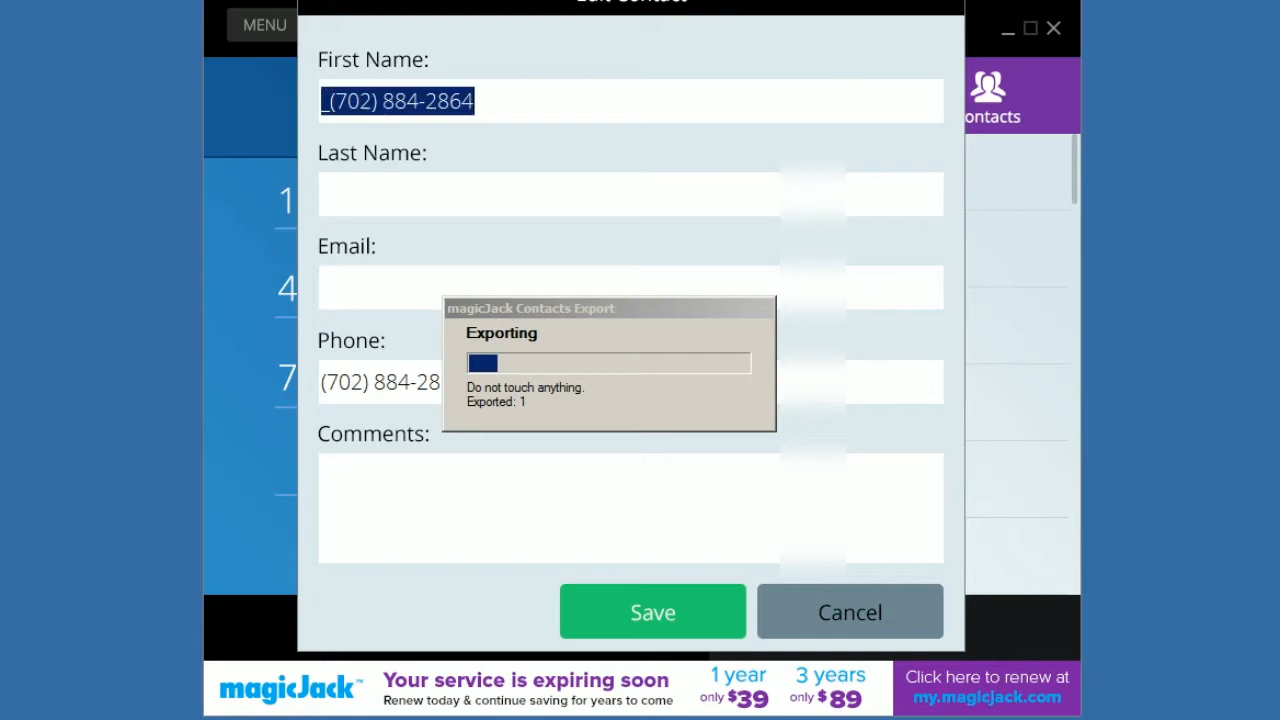 Edit Contact
MENU
First Name:
_(702) 884-2864
ontacts
Last Name:
1
Email:
4
magicJack Contacts Export
Exporting
Phone:
7
(702) 884-28
Do not touch anything.
Exported: 1
Comments:
Save
Cancel
magicJack™
Your service is expiring soon
Renew today & continue saving for years to come
1 year
only $39
3 years
only $89
Click here to renew at
my.magicjack.com